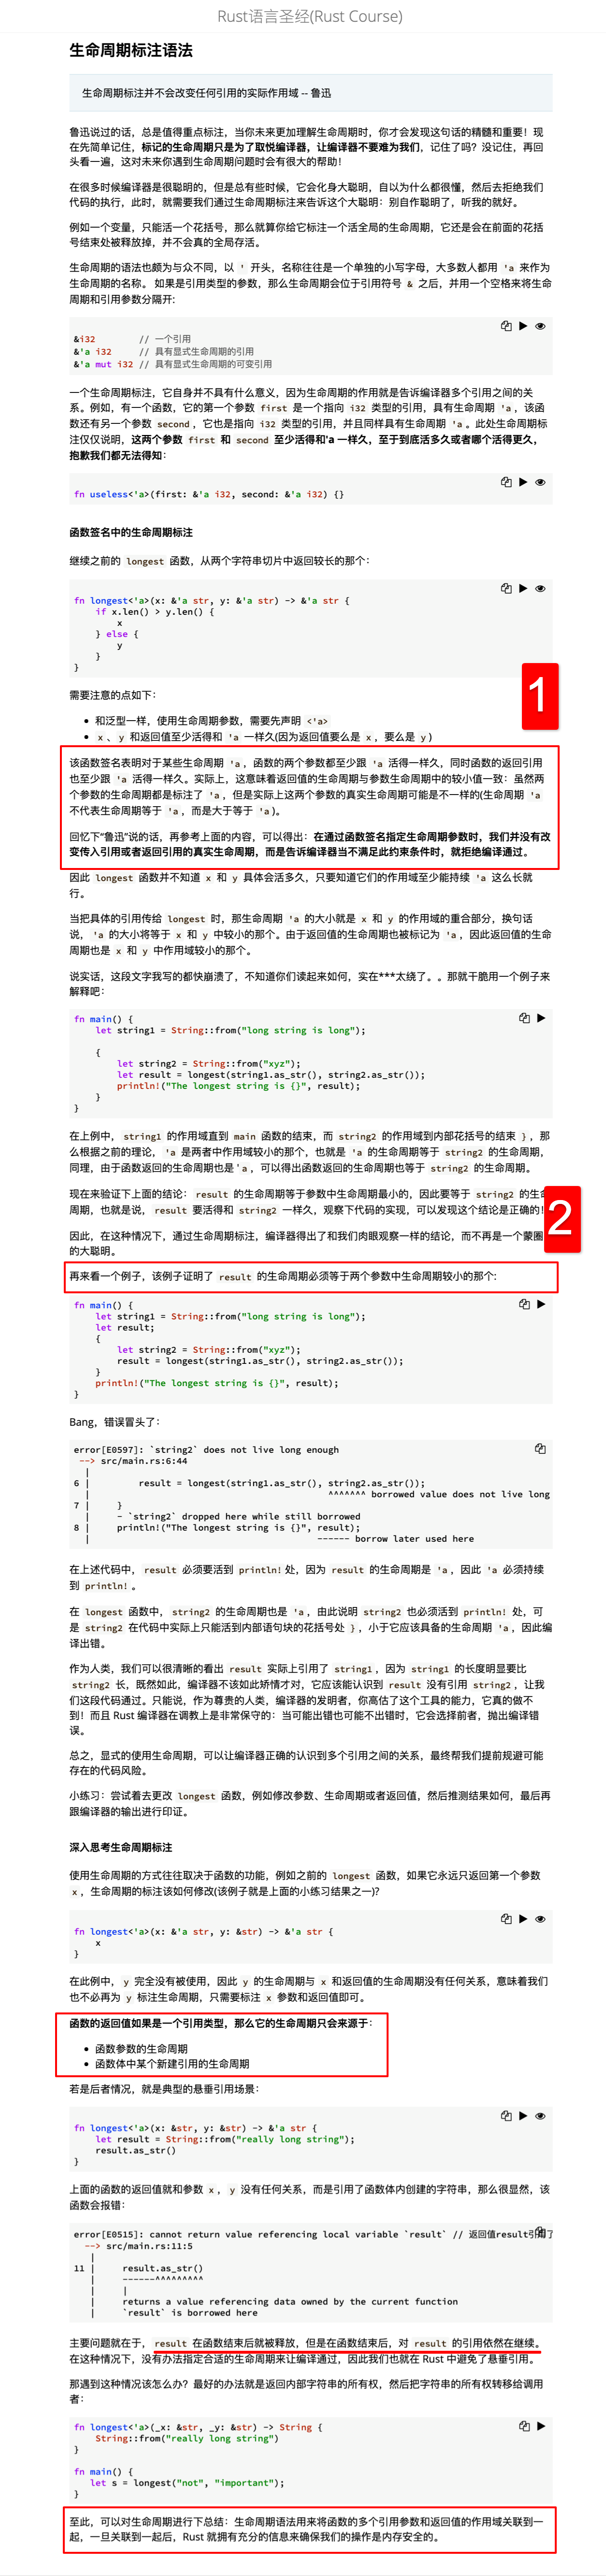 Rust语言圣经(Rust Course)
生命周期标注语法
生命周期标注并不会改变任何引用的实际作用域 -- 鲁迅
鲁迅说过的话，总是值得重点标注，当你未来更加理解生命周期时，你才会发现这句话的精髓和重要！现
在先简单记住，标记的生命周期只是为了取悦编译器，让编译器不要难为我们，记住了吗？没记住，再回
头看一遍，这对未来你遇到生命周期问题时会有很大的帮助！
在很多时候编译器是很聪明的，但是总有些时候，它会化身大聪明，自以为什么都很懂，然后去拒绝我们
代码的执行，此时，就需要我们通过生命周期标注来告诉这个大聪明：别自作聪明了，听我的就好。
例如一个变量，只能活一个花括号，那么就算你给它标注一个活全局的生命周期，它还是会在前面的花括
号结束处被释放掉，并不会真的全局存活。
生命周期的语法也颇为与众不同，以 ' 开头，名称往往是一个单独的小写字母，大多数人都用 'a 来作为
生命周期的名称。 如果是引用类型的参数，那么生命周期会位于引用符号 & 之后，并用一个空格来将生命
周期和引用参数分隔开:
&i32        // 一个引用
&'a i32     // 具有显式生命周期的引用
&'a mut i32 // 具有显式生命周期的可变引用
一个生命周期标注，它自身并不具有什么意义，因为生命周期的作用就是告诉编译器多个引用之间的关
系。例如，有一个函数，它的第一个参数 first 是一个指向 i32 类型的引用，具有生命周期 'a，该函
数还有另一个参数 second，它也是指向 i32 类型的引用，并且同样具有生命周期 'a。此处生命周期标
注仅仅说明，这两个参数 first 和 second 至少活得和'a 一样久，至于到底活多久或者哪个活得更久，
抱歉我们都无法得知：
fn useless<'a>(first: &'a i32, second: &'a i32) {}
函数签名中的生命周期标注
继续之前的 longest 函数，从两个字符串切片中返回较长的那个：
fn longest<'a>(x: &'a str, y: &'a str) -> &'a str {
    if x.len() > y.len() {
        x
    } else {
        y
    }
}
需要注意的点如下：
1
• 和泛型一样，使用生命周期参数，需要先声明 <'a>
• x、y 和返回值至少活得和 'a 一样久(因为返回值要么是 x，要么是 y)
该函数签名表明对于某些生命周期 'a，函数的两个参数都至少跟 'a 活得一样久，同时函数的返回引用
也至少跟 'a 活得一样久。实际上，这意味着返回值的生命周期与参数生命周期中的较小值一致：虽然两
个参数的生命周期都是标注了 'a，但是实际上这两个参数的真实生命周期可能是不一样的(生命周期 'a
不代表生命周期等于 'a，而是大于等于 'a)。
回忆下“鲁迅”说的话，再参考上面的内容，可以得出：在通过函数签名指定生命周期参数时，我们并没有改
变传入引用或者返回引用的真实生命周期，而是告诉编译器当不满足此约束条件时，就拒绝编译通过。
因此 longest 函数并不知道 x 和 y 具体会活多久，只要知道它们的作用域至少能持续 'a 这么长就
行。
当把具体的引用传给 longest 时，那生命周期 'a 的大小就是 x 和 y 的作用域的重合部分，换句话
说，'a 的大小将等于 x 和 y 中较小的那个。由于返回值的生命周期也被标记为 'a，因此返回值的生命
周期也是 x 和 y 中作用域较小的那个。
说实话，这段文字我写的都快崩溃了，不知道你们读起来如何，实在***太绕了。。那就干脆用一个例子来
解释吧：
fn main() {
    let string1 = String::from("long string is long");
    {
        let string2 = String::from("xyz");
        let result = longest(string1.as_str(), string2.as_str());
        println!("The longest string is {}", result);
    }
}
在上例中，string1 的作用域直到 main 函数的结束，而 string2 的作用域到内部花括号的结束 }，那
么根据之前的理论，'a 是两者中作用域较小的那个，也就是 'a 的生命周期等于 string2 的生命周期，
同理，由于函数返回的生命周期也是 'a，可以得出函数返回的生命周期也等于 string2 的生命周期。
现在来验证下上面的结论：result 的生命周期等于参数中生命周期最小的，因此要等于 string2 的生命
周期，也就是说，result 要活得和 string2 一样久，观察下代码的实现，可以发现这个结论是正确的！
2
因此，在这种情况下，通过生命周期标注，编译器得出了和我们肉眼观察一样的结论，而不再是一个蒙圈
的大聪明。
再来看一个例子，该例子证明了 result 的生命周期必须等于两个参数中生命周期较小的那个:
fn main() {
    let string1 = String::from("long string is long");
    let result;
    {
        let string2 = String::from("xyz");
        result = longest(string1.as_str(), string2.as_str());
    }
    println!("The longest string is {}", result);
}
Bang，错误冒头了：
error[E0597]: `string2` does not live long enough
 --> src/main.rs:6:44
  |
6 |         result = longest(string1.as_str(), string2.as_str());
  |                                            ^^^^^^^ borrowed value does not live long
7 |     }
  |     - `string2` dropped here while still borrowed
8 |     println!("The longest string is {}", result);
  |                                          ------ borrow later used here
在上述代码中，result 必须要活到 println!处，因为 result 的生命周期是 'a，因此 'a 必须持续
到 println!。
在 longest 函数中，string2 的生命周期也是 'a，由此说明 string2 也必须活到 println! 处，可
是 string2 在代码中实际上只能活到内部语句块的花括号处 }，小于它应该具备的生命周期 'a，因此编
译出错。
作为人类，我们可以很清晰的看出 result 实际上引用了 string1，因为 string1 的长度明显要比
string2 长，既然如此，编译器不该如此矫情才对，它应该能认识到 result 没有引用 string2，让我
们这段代码通过。只能说，作为尊贵的人类，编译器的发明者，你高估了这个工具的能力，它真的做不
到！而且 Rust 编译器在调教上是非常保守的：当可能出错也可能不出错时，它会选择前者，抛出编译错
误。
总之，显式的使用生命周期，可以让编译器正确的认识到多个引用之间的关系，最终帮我们提前规避可能
存在的代码风险。
小练习：尝试着去更改 longest 函数，例如修改参数、生命周期或者返回值，然后推测结果如何，最后再
跟编译器的输出进行印证。
深入思考生命周期标注
使用生命周期的方式往往取决于函数的功能，例如之前的 longest 函数，如果它永远只返回第一个参数
x，生命周期的标注该如何修改(该例子就是上面的小练习结果之一)?
fn longest<'a>(x: &'a str, y: &str) -> &'a str {
    x
}
在此例中，y 完全没有被使用，因此 y 的生命周期与 x 和返回值的生命周期没有任何关系，意味着我们
也不必再为 y 标注生命周期，只需要标注 x 参数和返回值即可。
函数的返回值如果是一个引用类型，那么它的生命周期只会来源于：
• 函数参数的生命周期
• 函数体中某个新建引用的生命周期
若是后者情况，就是典型的悬垂引用场景：
fn longest<'a>(x: &str, y: &str) -> &'a str {
    let result = String::from("really long string");
    result.as_str()
}
上面的函数的返回值就和参数 x，y 没有任何关系，而是引用了函数体内创建的字符串，那么很显然，该
函数会报错：
error[E0515]: cannot return value referencing local variable `result` // 返回值result引用了
  --> src/main.rs:11:5
   |
11 |     result.as_str()
   |     ------^^^^^^^^^
   |     |
   |     returns a value referencing data owned by the current function
   |     `result` is borrowed here
主要问题就在于，result 在函数结束后就被释放，但是在函数结束后，对 result 的引用依然在继续。
在这种情况下，没有办法指定合适的生命周期来让编译通过，因此我们也就在 Rust 中避免了悬垂引用。
那遇到这种情况该怎么办？最好的办法就是返回内部字符串的所有权，然后把字符串的所有权转移给调用
者：
fn longest<'a>(_x: &str, _y: &str) -> String {
    String::from("really long string")
}
fn main() {
   let s = longest("not", "important");
}
至此，可以对生命周期进行下总结：生命周期语法用来将函数的多个引用参数和返回值的作用域关联到一
起，一旦关联到一起后，Rust 就拥有充分的信息来确保我们的操作是内存安全的。